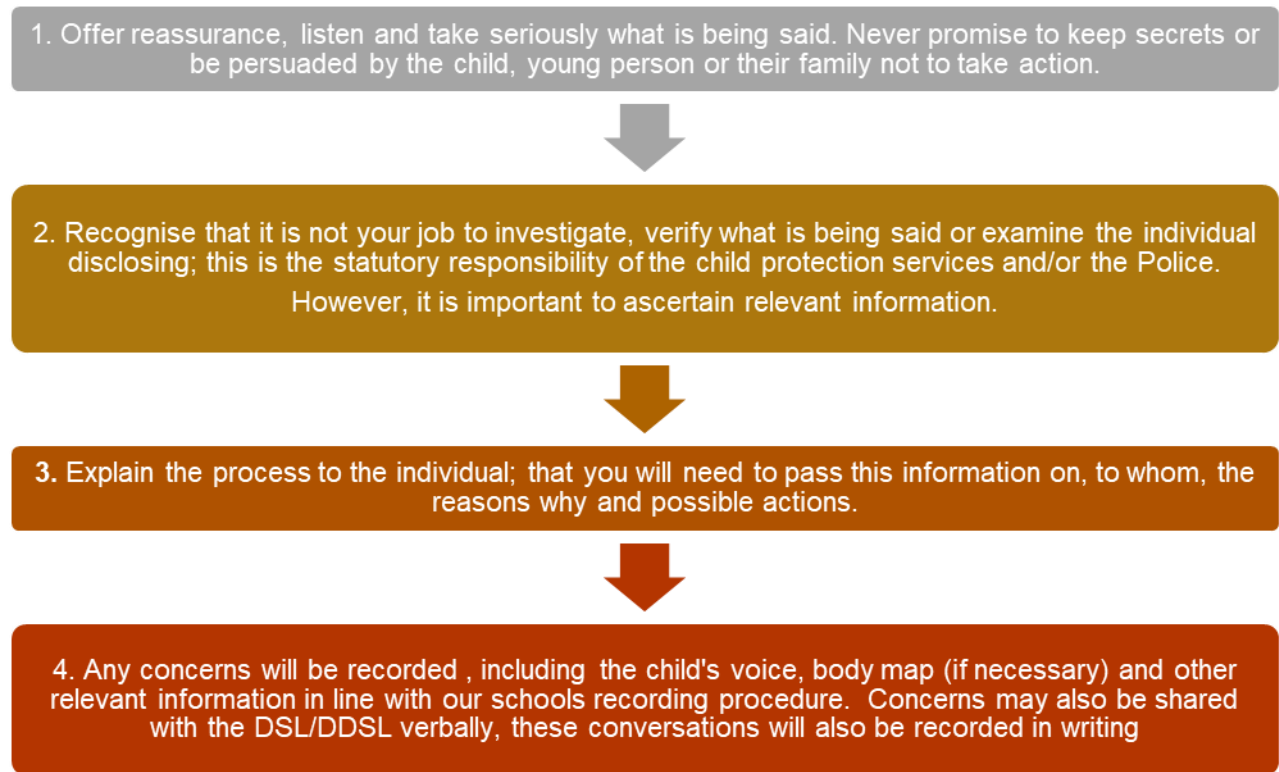 1. Offer reassurance, listen and take seriously what is being said. Never promise to keep secrets or
be persuaded by the child, young person or their family not to take action.
2. Recognise that it is not your job to investigate, verify what is being said or examine the individual
disclosing; this is the statutory responsibility of the child protection services and/or the Police.
However, it is important to ascertain relevant information.
3. Explain the process to the individual; that you will need to pass this information on, to whom, the
reasons why and possible actions.
4. Any concerns will be recorded , including the child's voice, body map (if necessary) and other
relevant information in line with our schools recording procedure. Concerns may also be shared
with the DSL/DDSL verbally, these conversations will also be recorded in writing